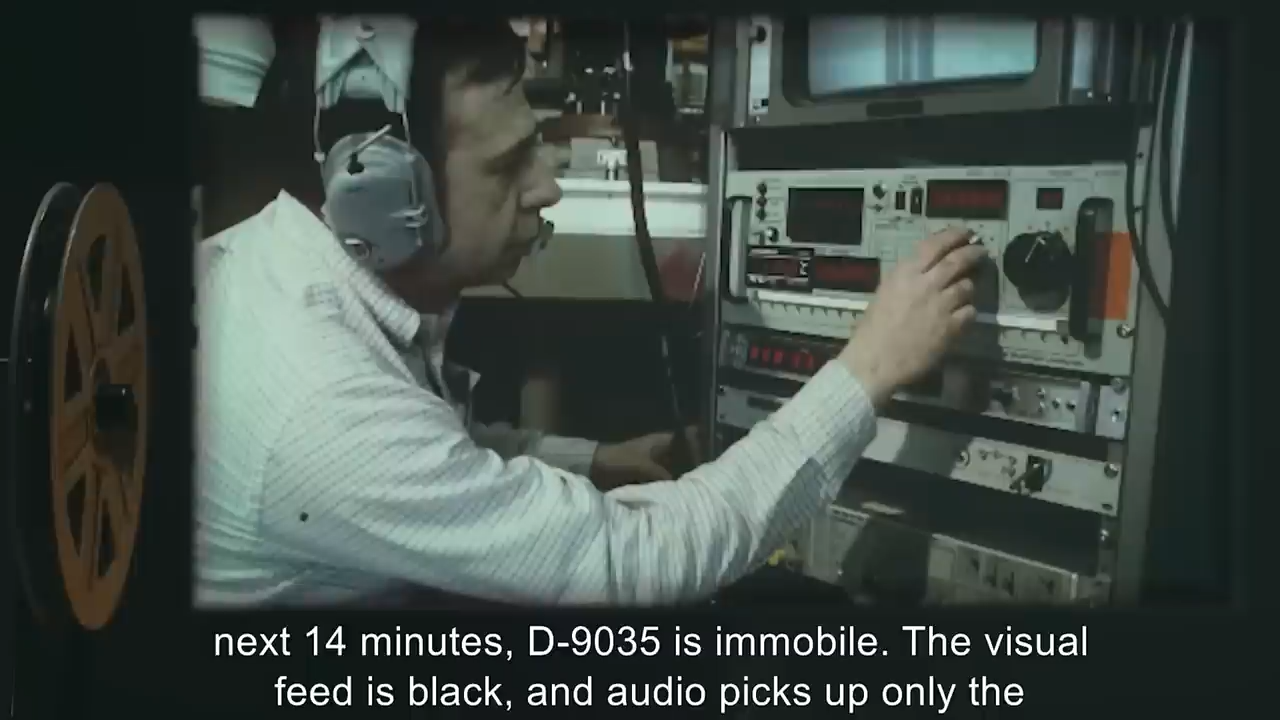 next 14 minutes, D-9035 is immobile. The visual
feed is black, and audio picks up only the